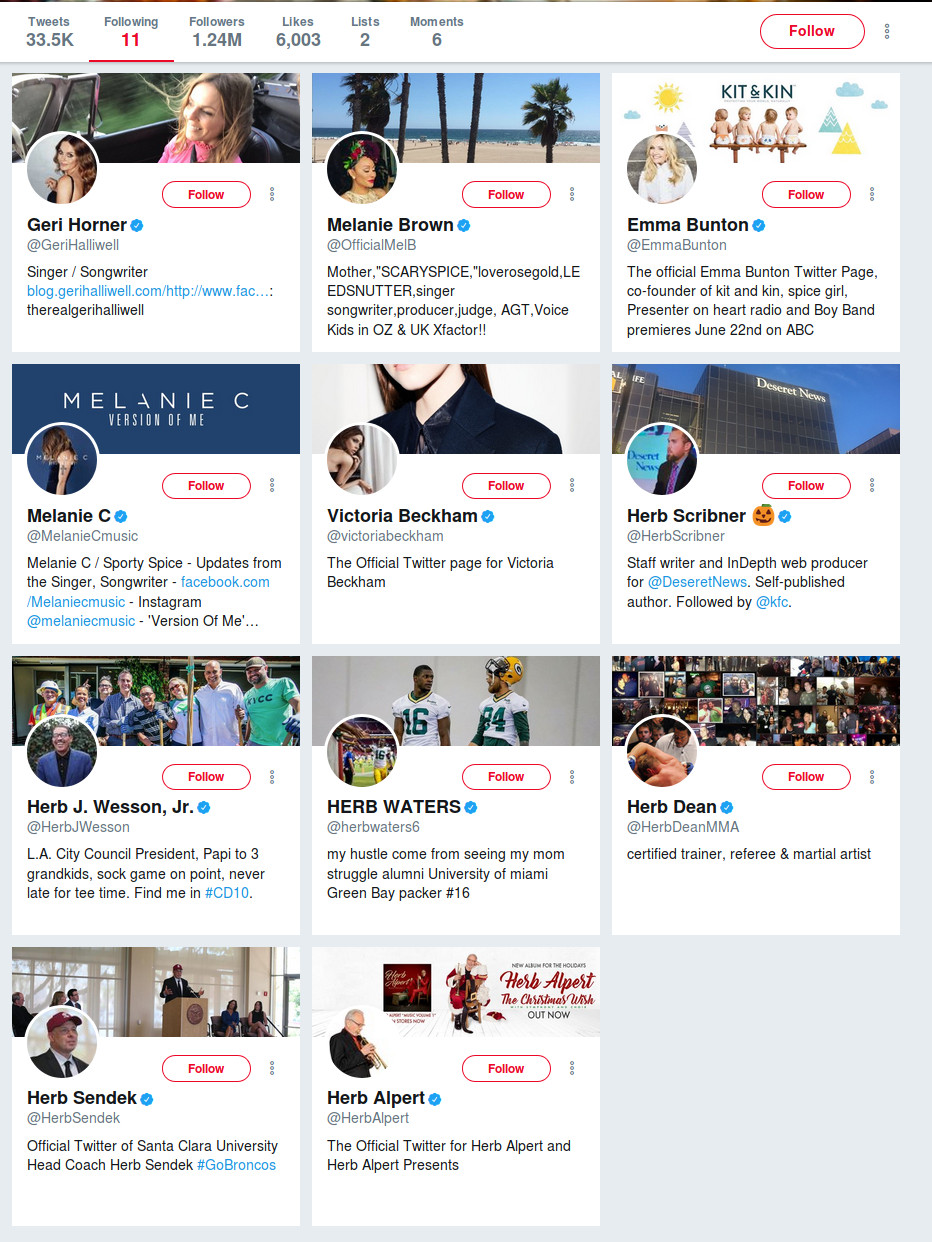 Tweets Following Followers Likes Lists Moments
33.5K 11 1.24M 6,003 2 6
Follow
KIT & KIN
Follow
Follow
Follow
Geri Horner
@GeriHalliwell
Singer / Songwriter
blog.gerihalliwell.com/http://www.fac…:
therealgerihalliwell
Melanie Brown
@OfficialMelB
Mother,"SCARYSPICE,"loverosegold,LE
EDSNUTTER,singer
songwriter,producer,judge, AGT,Voice
Kids in OZ & UK Xfactor!!
Emma Bunton
@EmmaBunton
The official Emma Bunton Twitter Page,
co-founder of kit and kin, spice girl,
Presenter on heart radio and Boy Band
premieres June 22nd on ABC
MELANIE C
VERSION OF ME
MELANIE C
Follow
Melanie C
@MelanieCmusic
Melanie C / Sporty Spice - Updates from
the Singer, Songwriter - facebook.com
/Melaniecmusic - Instagram
@melaniecmusic - 'Version Of Me'…
Follow
Victoria Beckham
@victoriabeckham
The Official Twitter page for Victoria
Beckham
Deseret News
Deseret
News
Follow
Herb Scribner 🎃
@HerbScribner
Staff writer and InDepth web producer
for @DeseretNews. Self-published
author. Followed by @kfc.
Follow
Herb J. Wesson, Jr.
@HerbJWesson
L.A. City Council President, Papi to 3
grandkids, sock game on point, never
late for tee time. Find me in #CD10.
16
84
16
Follow
HERB WATERS
@herbwaters6
my hustle come from seeing my mom
struggle alumni University of miami
Green Bay packer #16
Follow
Herb Dean
@HerbDeanMMA
certified trainer, referee & martial artist
Follow
Herb Sendek
@HerbSendek
Official Twitter of Santa Clara University
Head Coach Herb Sendek #GoBroncos
NEW ALBUM FOR THE HOLIDAYS
Herb Alpert
The Christmas Wish
OUT NOW
Follow
Herb Alpert
@HerbAlpert
The Official Twitter for Herb Alpert and
Herb Alpert Presents